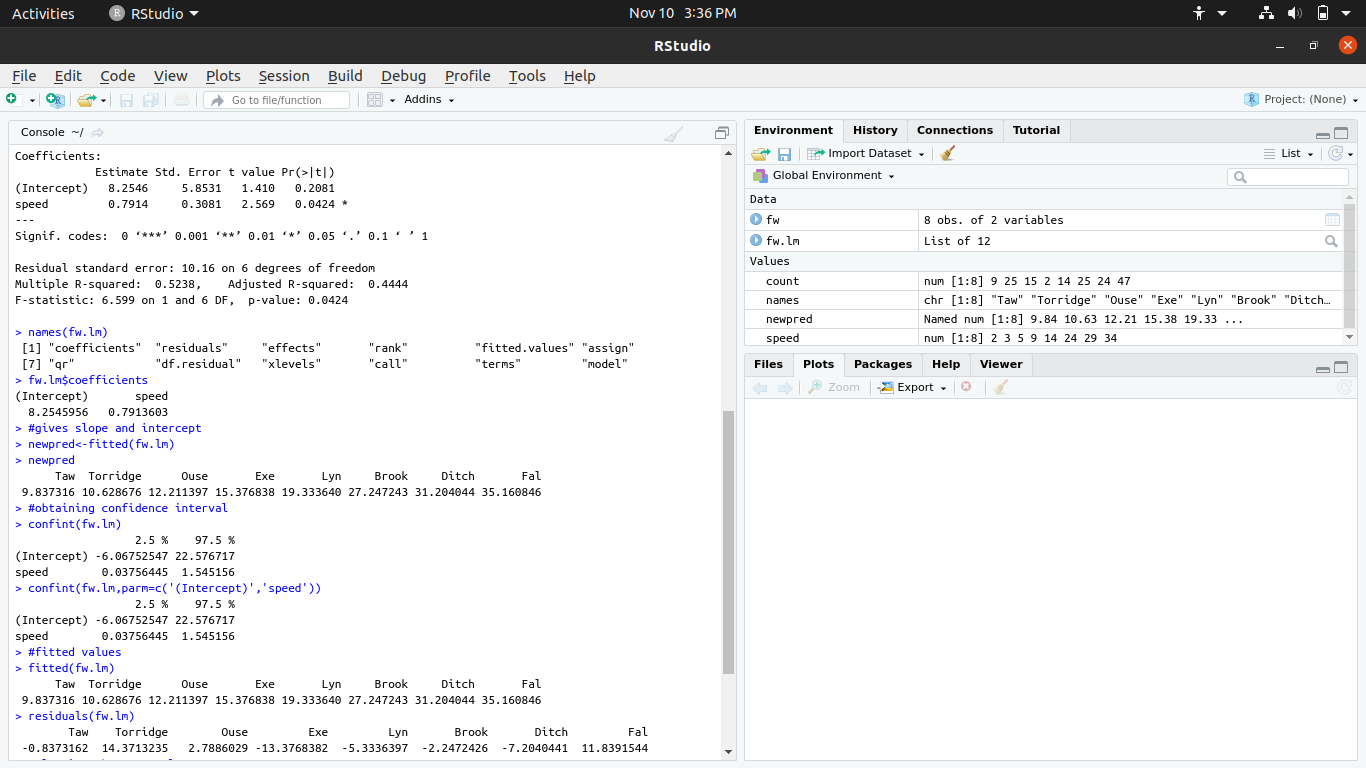 Activities RStudio Nov 10 3:36 PM
RStudio
File Edit Code View Plots Session Build Debug Profile Tools Help
Go to file/function Addins Project: (None)
Console ~/
Coefficients:
Estimate Std. Error t value Pr(>|t|)
(Intercept) 8.2546 5.8531 1.410 0.2081
speed 0.7914 0.3081 2.569 0.0424 *
---
Signif. codes: 0 ‘***’ 0.001 ‘**’ 0.01 ‘*’ 0.05 ‘.’ 0.1 ‘ ’ 1
Residual standard error: 10.16 on 6 degrees of freedom
Multiple R-squared: 0.5238, Adjusted R-squared: 0.4444
F-statistic: 6.599 on 1 and 6 DF, p-value: 0.0424
> names(fw.lm)
[1] "coefficients" "residuals" "effects" "rank" "fitted.values" "assign"
[7] "qr" "df.residual" "xlevels" "call" "terms" "model"
> fw.lm$coefficients
(Intercept) speed
8.2545956 0.7913603
> #gives slope and intercept
> newpred<-fitted(fw.lm)
> newpred
Taw Torridge Ouse Exe Lyn Brook Ditch Fal
9.837316 10.628676 12.211397 15.376838 19.333640 27.247243 31.204044 35.160846
> #obtaining confidence interval
> confint(fw.lm)
2.5 % 97.5 %
(Intercept) -6.06752547 22.576717
speed 0.03756445 1.545156
> confint(fw.lm,parm=c('(Intercept)','speed'))
2.5 % 97.5 %
(Intercept) -6.06752547 22.576717
speed 0.03756445 1.545156
> #fitted values
> fitted(fw.lm)
Taw Torridge Ouse Exe Lyn Brook Ditch Fal
9.837316 10.628676 12.211397 15.376838 19.333640 27.247243 31.204044 35.160846
> residuals(fw.lm)
Taw Torridge Ouse Exe Lyn Brook Ditch Fal
-0.8373162 14.3713235 2.7886029 -13.3768382 -5.3336397 -2.2472426 -7.2040441 11.8391544
Environment History Connections Tutorial
Import Dataset List
Global Environment
Data
fw 8 obs. of 2 variables
fw.lm List of 12
Values
count num [1:8] 9 25 15 2 14 25 24 47
names chr [1:8] "Taw" "Torridge" "Ouse" "Exe" "Lyn" "Brook" "Ditch…
newpred Named num [1:8] 9.84 10.63 12.21 15.38 19.33 ...
speed num [1:8] 2 3 5 9 14 24 29 34
Files Plots Packages Help Viewer
Zoom Export